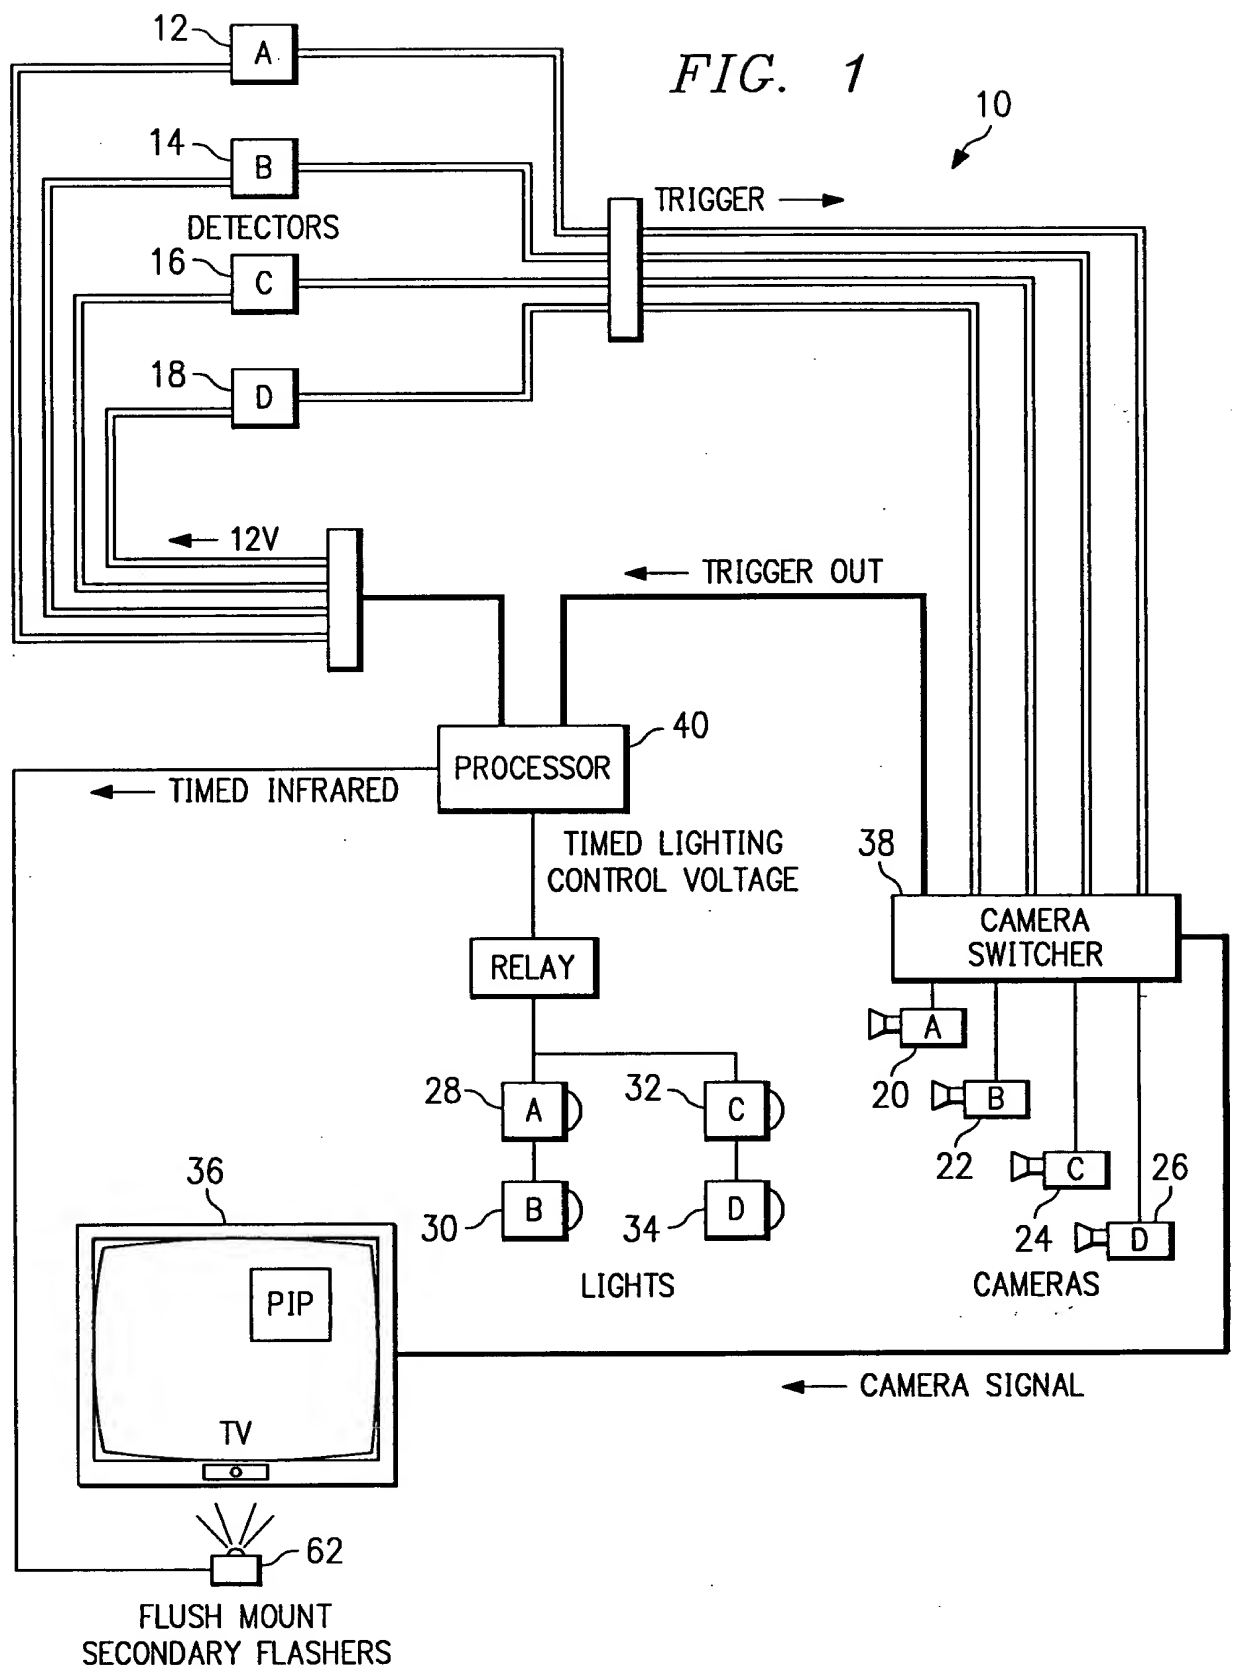 FIG. 1
10
12
A
14
B
DETECTORS
16
C
18
D
TRIGGER
12V
TRIGGER OUT
40
PROCESSOR
TIMED INFRARED
TIMED LIGHTING
CONTROL VOLTAGE
38
CAMERA
SWITCHER
RELAY
28
A
32
C
30
B
34
D
LIGHTS
A
20
B
22
C
24
26
D
CAMERAS
36
PIP
TV
CAMERA SIGNAL
62
FLUSH MOUNT
SECONDARY FLASHERS